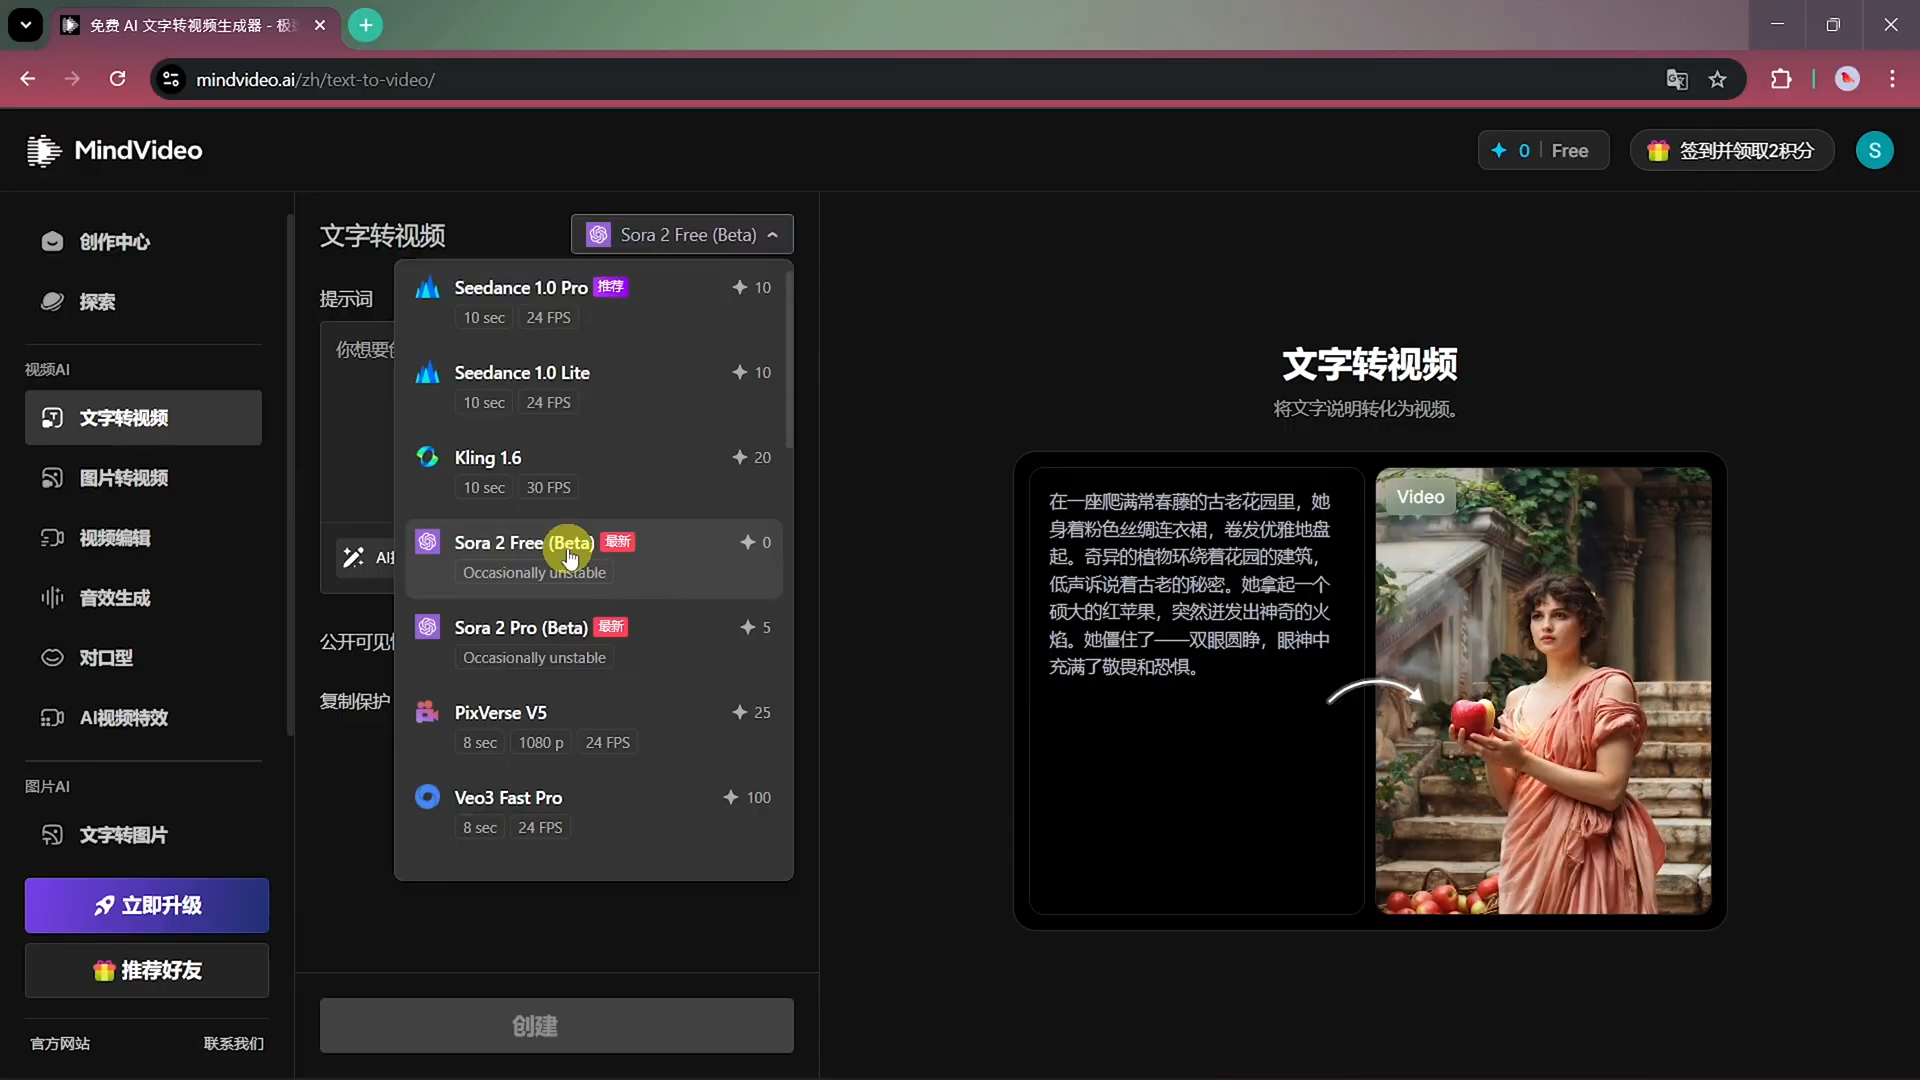 免费 AI 文字转视频生成器 - 极
mindvideo.ai/zh/text-to-video/
MindVideo
0 Free
签到并领取2积分
S
创作中心
探索
视频AI
文字转视频
图片转视频
视频编辑
音效生成
对口型
AI视频特效
图片AI
文字转图片
立即升级
推荐好友
官方网站
联系我们
文字转视频
Sora 2 Free (Beta)
提示词
你想要
AI
公开可见
复制保护
Seedance 1.0 Pro 推荐 10
10 sec 24 FPS
Seedance 1.0 Lite 10
10 sec 24 FPS
Kling 1.6 20
10 sec 30 FPS
Sora 2 Free (Beta) 最新 0
Occasionally unstable
Sora 2 Pro (Beta) 最新 5
Occasionally unstable
PixVerse V5 25
8 sec 1080 p 24 FPS
Veo3 Fast Pro 100
8 sec 24 FPS
创建
文字转视频
将文字说明转化为视频。
在一座爬满常春藤的古老花园里，她
身着粉色丝绸连衣裙，卷发优雅地盘
起。奇异的植物环绕着花园的建筑，
低声诉说着古老的秘密。她拿起一个
硕大的红苹果，突然迸发出神奇的火
焰。她僵住了——双眼圆睁，眼神中
充满了敬畏和恐惧。
Video